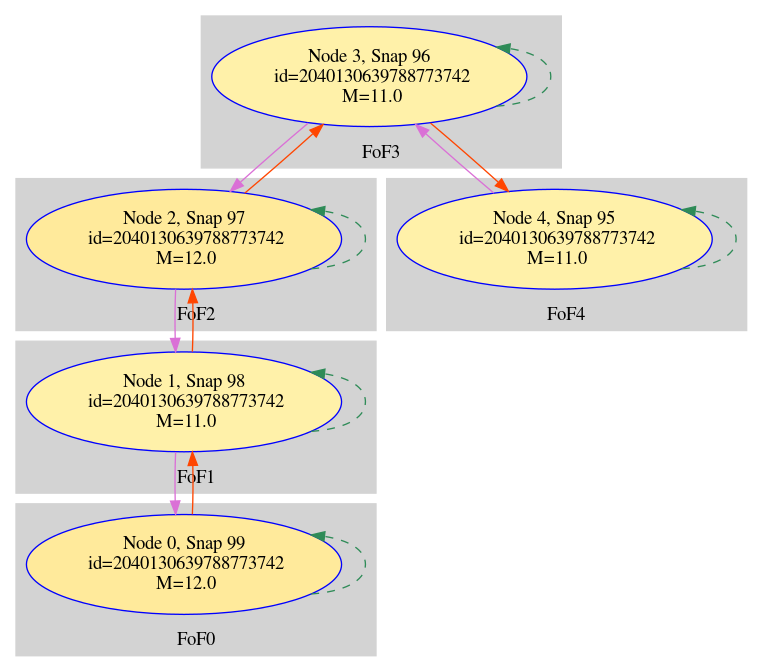 Node 3, Snap 96
id=2040130639788773742
M=11.0
FoF3
Node 2, Snap 97
id=2040130639788773742
M=12.0
FoF2
Node 4, Snap 95
id=2040130639788773742
M=11.0
FoF4
Node 1, Snap 98
id=2040130639788773742
M=11.0
FoF1
Node 0, Snap 99
id=2040130639788773742
M=12.0
FoF0